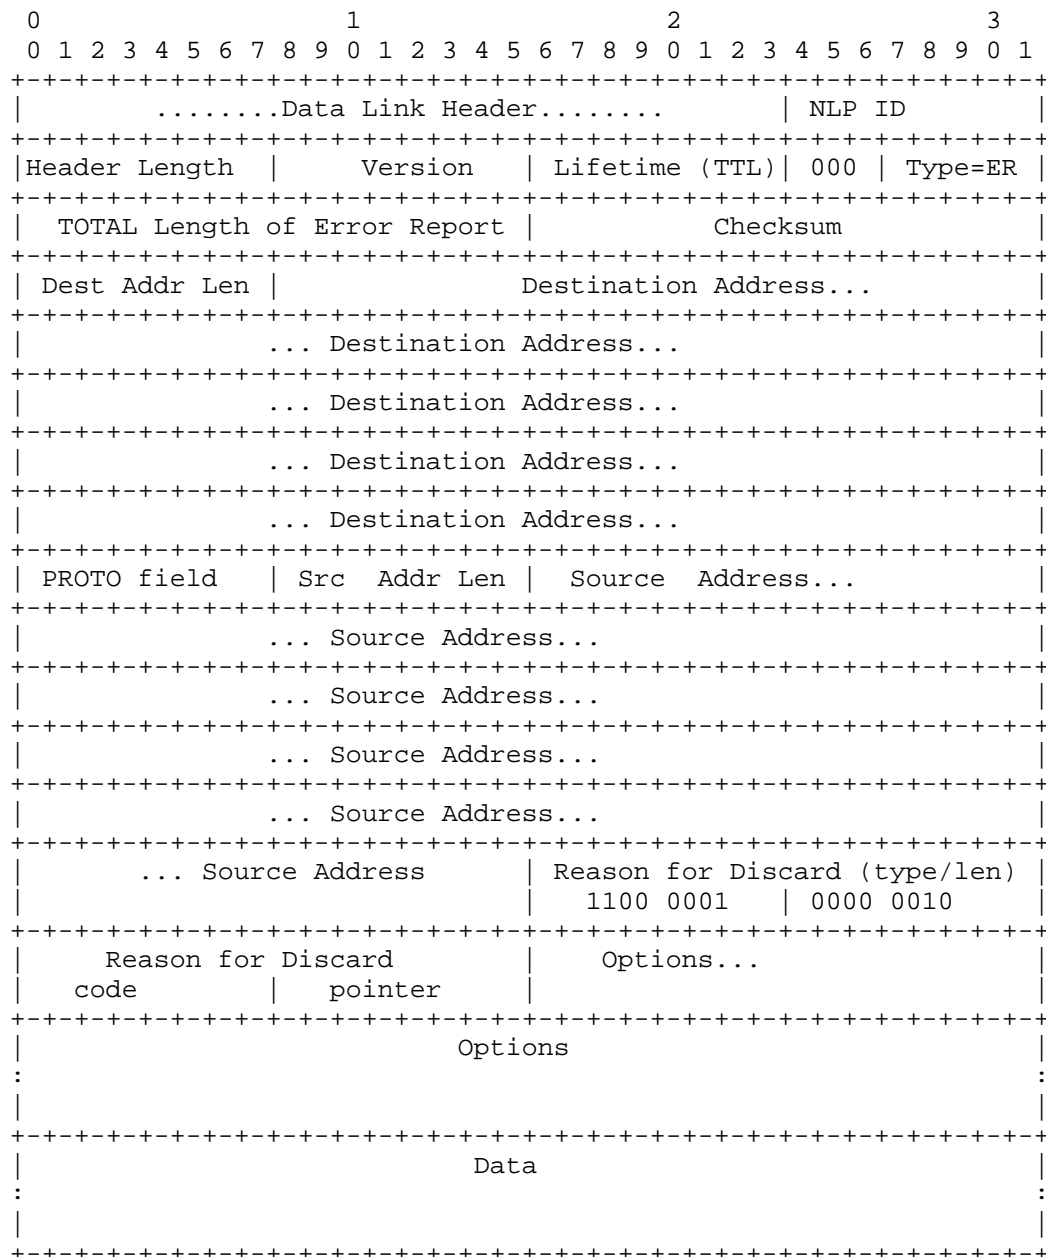 0                   1                   2                   3
 0 1 2 3 4 5 6 7 8 9 0 1 2 3 4 5 6 7 8 9 0 1 2 3 4 5 6 7 8 9 0 1
+-+-+-+-+-+-+-+-+-+-+-+-+-+-+-+-+-+-+-+-+-+-+-+-+-+-+-+-+-+-+-+-+
|        ........Data Link Header........       | NLP ID        |
+-+-+-+-+-+-+-+-+-+-+-+-+-+-+-+-+-+-+-+-+-+-+-+-+-+-+-+-+-+-+-+-+
|Header Length  |     Version   | Lifetime (TTL)| 000 | Type=ER |
+-+-+-+-+-+-+-+-+-+-+-+-+-+-+-+-+-+-+-+-+-+-+-+-+-+-+-+-+-+-+-+-+
|  TOTAL Length of Error Report |           Checksum            |
+-+-+-+-+-+-+-+-+-+-+-+-+-+-+-+-+-+-+-+-+-+-+-+-+-+-+-+-+-+-+-+-+
| Dest Addr Len |               Destination Address...          |
+-+-+-+-+-+-+-+-+-+-+-+-+-+-+-+-+-+-+-+-+-+-+-+-+-+-+-+-+-+-+-+-+
|               ... Destination Address...                      |
+-+-+-+-+-+-+-+-+-+-+-+-+-+-+-+-+-+-+-+-+-+-+-+-+-+-+-+-+-+-+-+-+
|               ... Destination Address...                      |
+-+-+-+-+-+-+-+-+-+-+-+-+-+-+-+-+-+-+-+-+-+-+-+-+-+-+-+-+-+-+-+-+
|               ... Destination Address...                      |
+-+-+-+-+-+-+-+-+-+-+-+-+-+-+-+-+-+-+-+-+-+-+-+-+-+-+-+-+-+-+-+-+
|               ... Destination Address...                      |
+-+-+-+-+-+-+-+-+-+-+-+-+-+-+-+-+-+-+-+-+-+-+-+-+-+-+-+-+-+-+-+-+
| PROTO field   | Src  Addr Len |  Source  Address...           |
+-+-+-+-+-+-+-+-+-+-+-+-+-+-+-+-+-+-+-+-+-+-+-+-+-+-+-+-+-+-+-+-+
|               ... Source Address...                           |
+-+-+-+-+-+-+-+-+-+-+-+-+-+-+-+-+-+-+-+-+-+-+-+-+-+-+-+-+-+-+-+-+
|               ... Source Address...                           |
+-+-+-+-+-+-+-+-+-+-+-+-+-+-+-+-+-+-+-+-+-+-+-+-+-+-+-+-+-+-+-+-+
|               ... Source Address...                           |
+-+-+-+-+-+-+-+-+-+-+-+-+-+-+-+-+-+-+-+-+-+-+-+-+-+-+-+-+-+-+-+-+
|               ... Source Address...                           |
+-+-+-+-+-+-+-+-+-+-+-+-+-+-+-+-+-+-+-+-+-+-+-+-+-+-+-+-+-+-+-+-+
|       ... Source Address      | Reason for Discard (type/len) |
|                               |   1100 0001   | 0000 0010     |
+-+-+-+-+-+-+-+-+-+-+-+-+-+-+-+-+-+-+-+-+-+-+-+-+-+-+-+-+-+-+-+-+
|     Reason for Discard        |    Options...                 |
|   code        |   pointer     |                               |
+-+-+-+-+-+-+-+-+-+-+-+-+-+-+-+-+-+-+-+-+-+-+-+-+-+-+-+-+-+-+-+-+
|                           Options                             |
:                                                               :
|                                                               |
+-+-+-+-+-+-+-+-+-+-+-+-+-+-+-+-+-+-+-+-+-+-+-+-+-+-+-+-+-+-+-+-+
|                            Data                               |
:                                                               :
|                                                               |
+-+-+-+-+-+-+-+-+-+-+-+-+-+-+-+-+-+-+-+-+-+-+-+-+-+-+-+-+-+-+-+-+